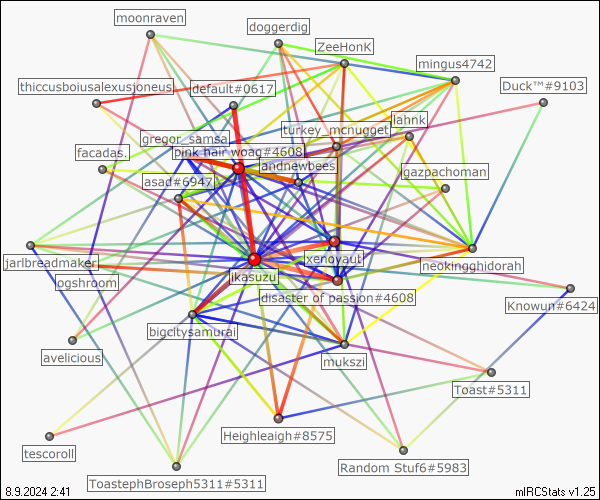 moonraven
doggerdig
ZeeHonK
mingus4742
thiccusboiusalexusjoneus
default#0617
Duck™#9103
lahnk
turkey_mcnugget
gregor_samsa
pink hair woag#4608
facadas.
andnewbees
gazpachoman
asad#6947
jarlbreadmaker
xenoyaut
neokingghidorah
ikasuzu
ogshroom
disaster of passion#4608
Knowun#6424
bigcitysamurai
avelicious
mukszi
Toast#5311
Heighleaigh#8575
tescoroll
Random Stuf6#5983
ToastephBroseph5311#5311
8.9.2024 2:41
mIRCStats v1.25